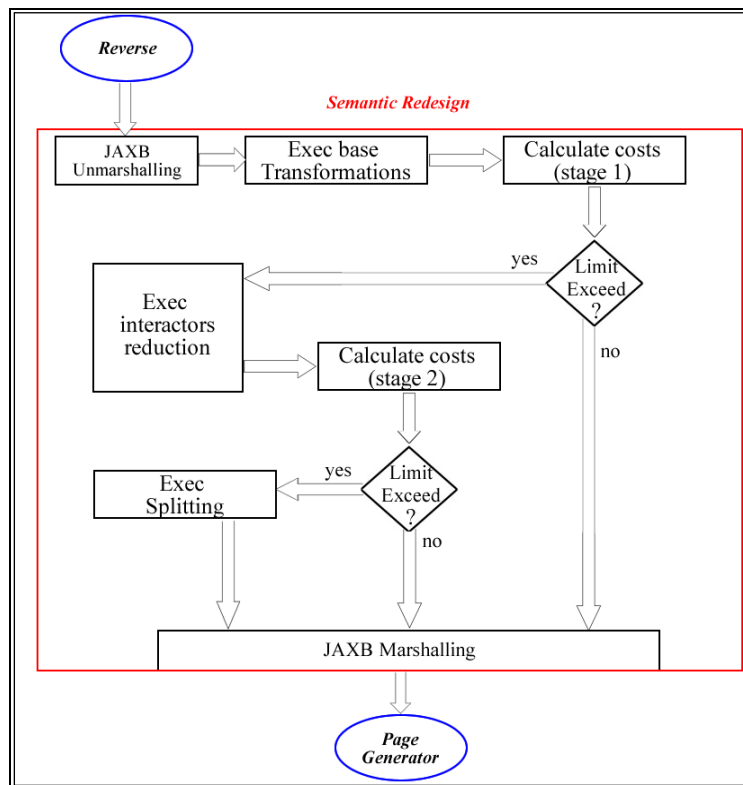 Reverse
Semantic Redesign
JAXB
Unmarshalling
Exec base
Transformations
Calculate costs
(stage 1)
yes
Limit
Exceed
?
no
Exec
interactors
reduction
Calculate costs
(stage 2)
yes
Limit
Exceed
?
no
Exec
Splitting
JAXB Marshalling
Page
Generator